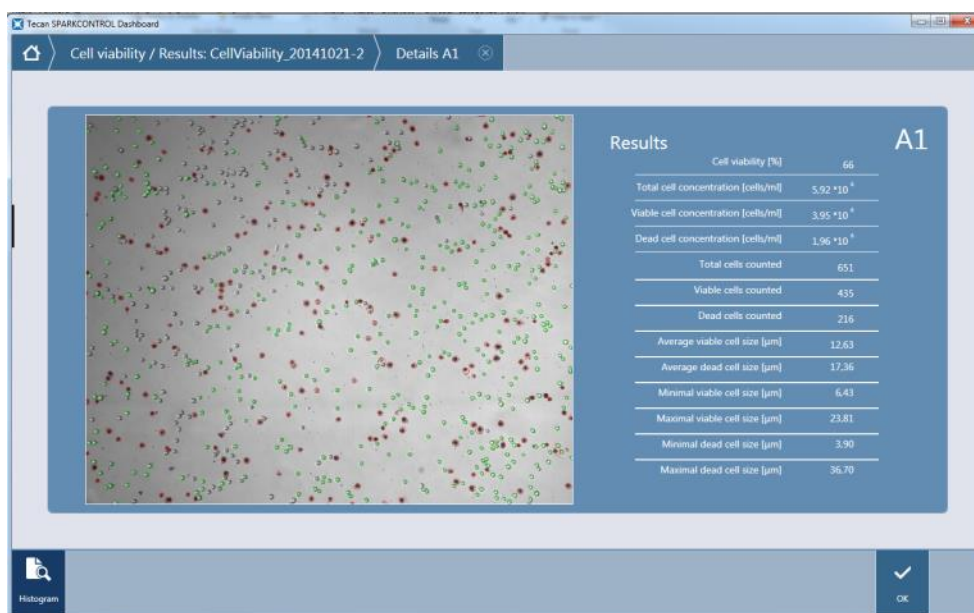 Tecan SPARKCONTROL Dashboard
Cell viability / Results: CellViability_20141021-2
Details A1
Results
A1
Cell viability [%] 66
Total cell concentration [cells/ml] 5,92 *10⁶
Viable cell concentration [cells/ml] 3,95 *10⁶
Dead cell concentration [cells/ml] 1,96 *10⁶
Total cells counted 651
Viable cells counted 435
Dead cells counted 216
Average viable cell size [µm] 12,63
Average dead cell size [µm] 17,36
Minimal viable cell size [µm] 6,43
Maximal viable cell size [µm] 23,81
Minimal dead cell size [µm] 3,90
Maximal dead cell size [µm] 36,70
Histogram
OK